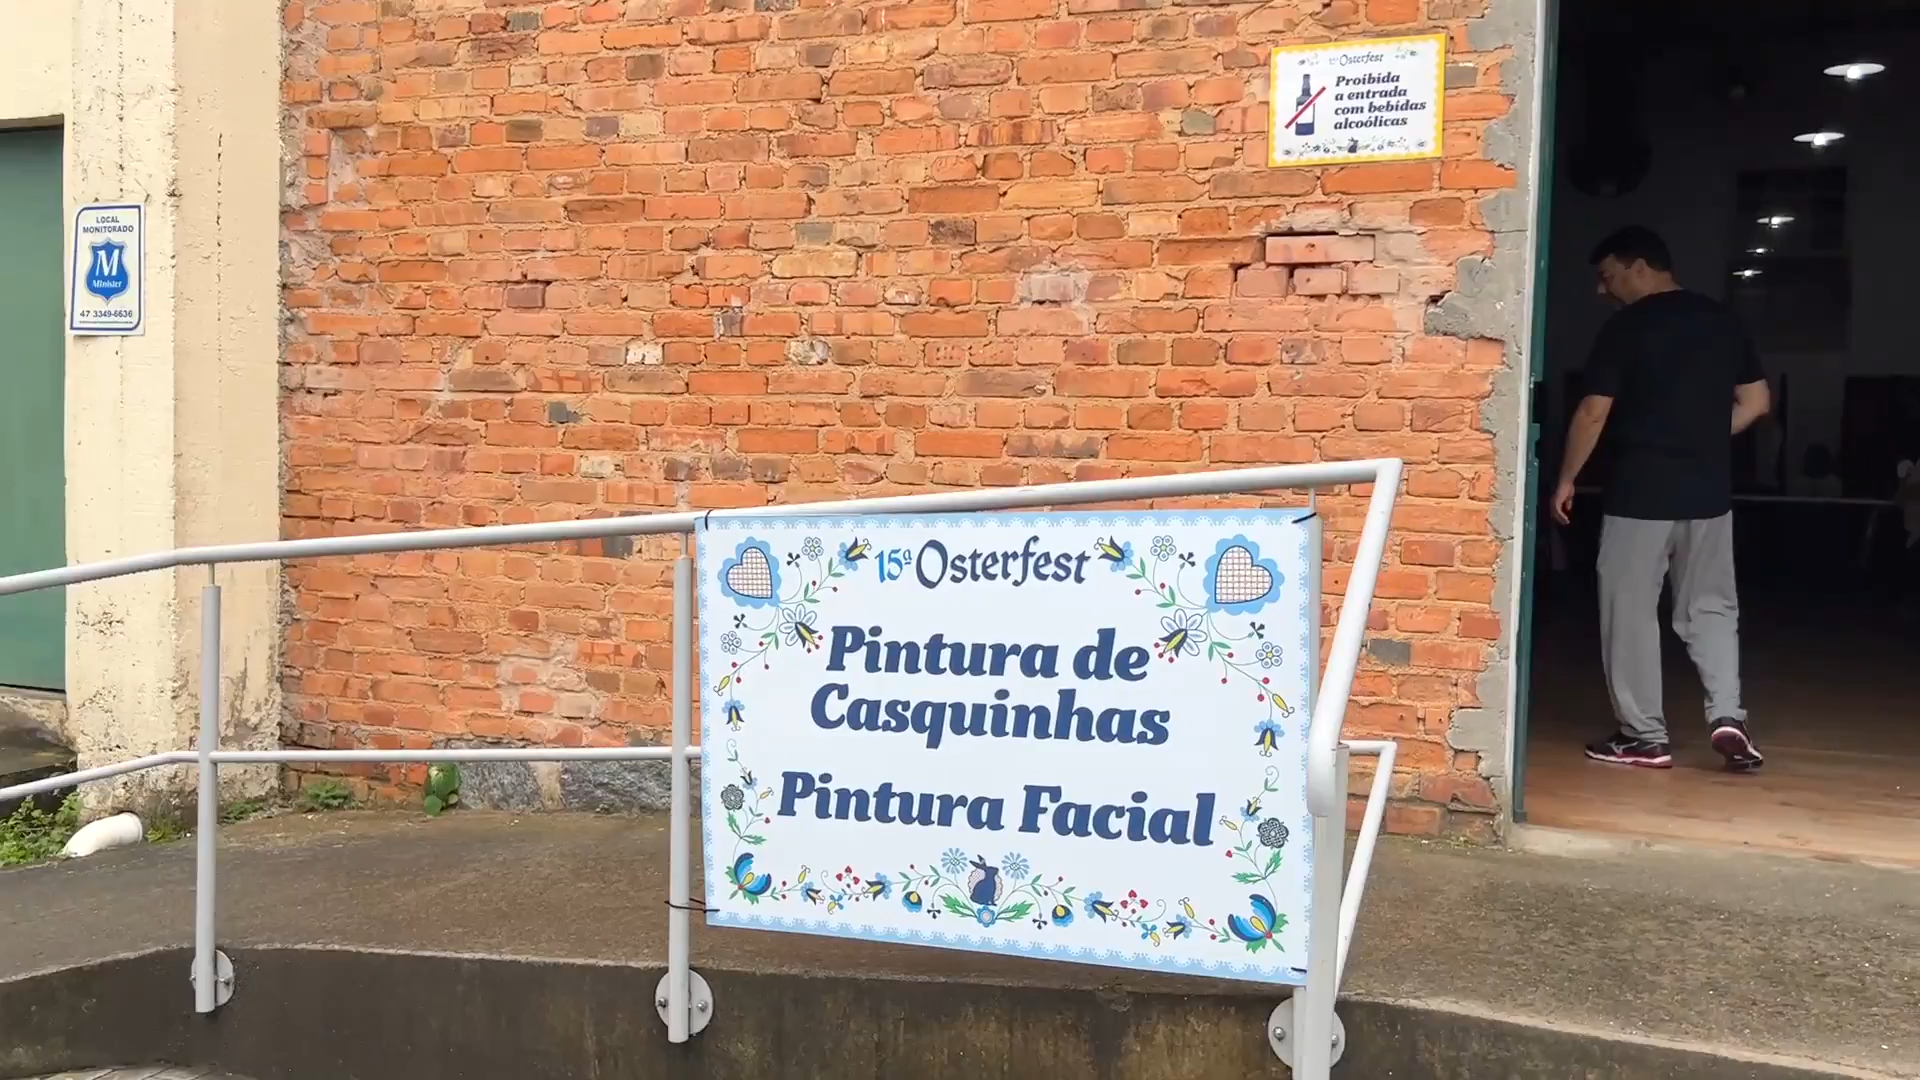 15ª Osterfest
Proibida
a entrada
com bebidas
alcoólicas
LOCAL
MONITORADO
M
Minister
47 3349-6636
15ª Osterfest
Pintura de
Casquinhas
Pintura Facial